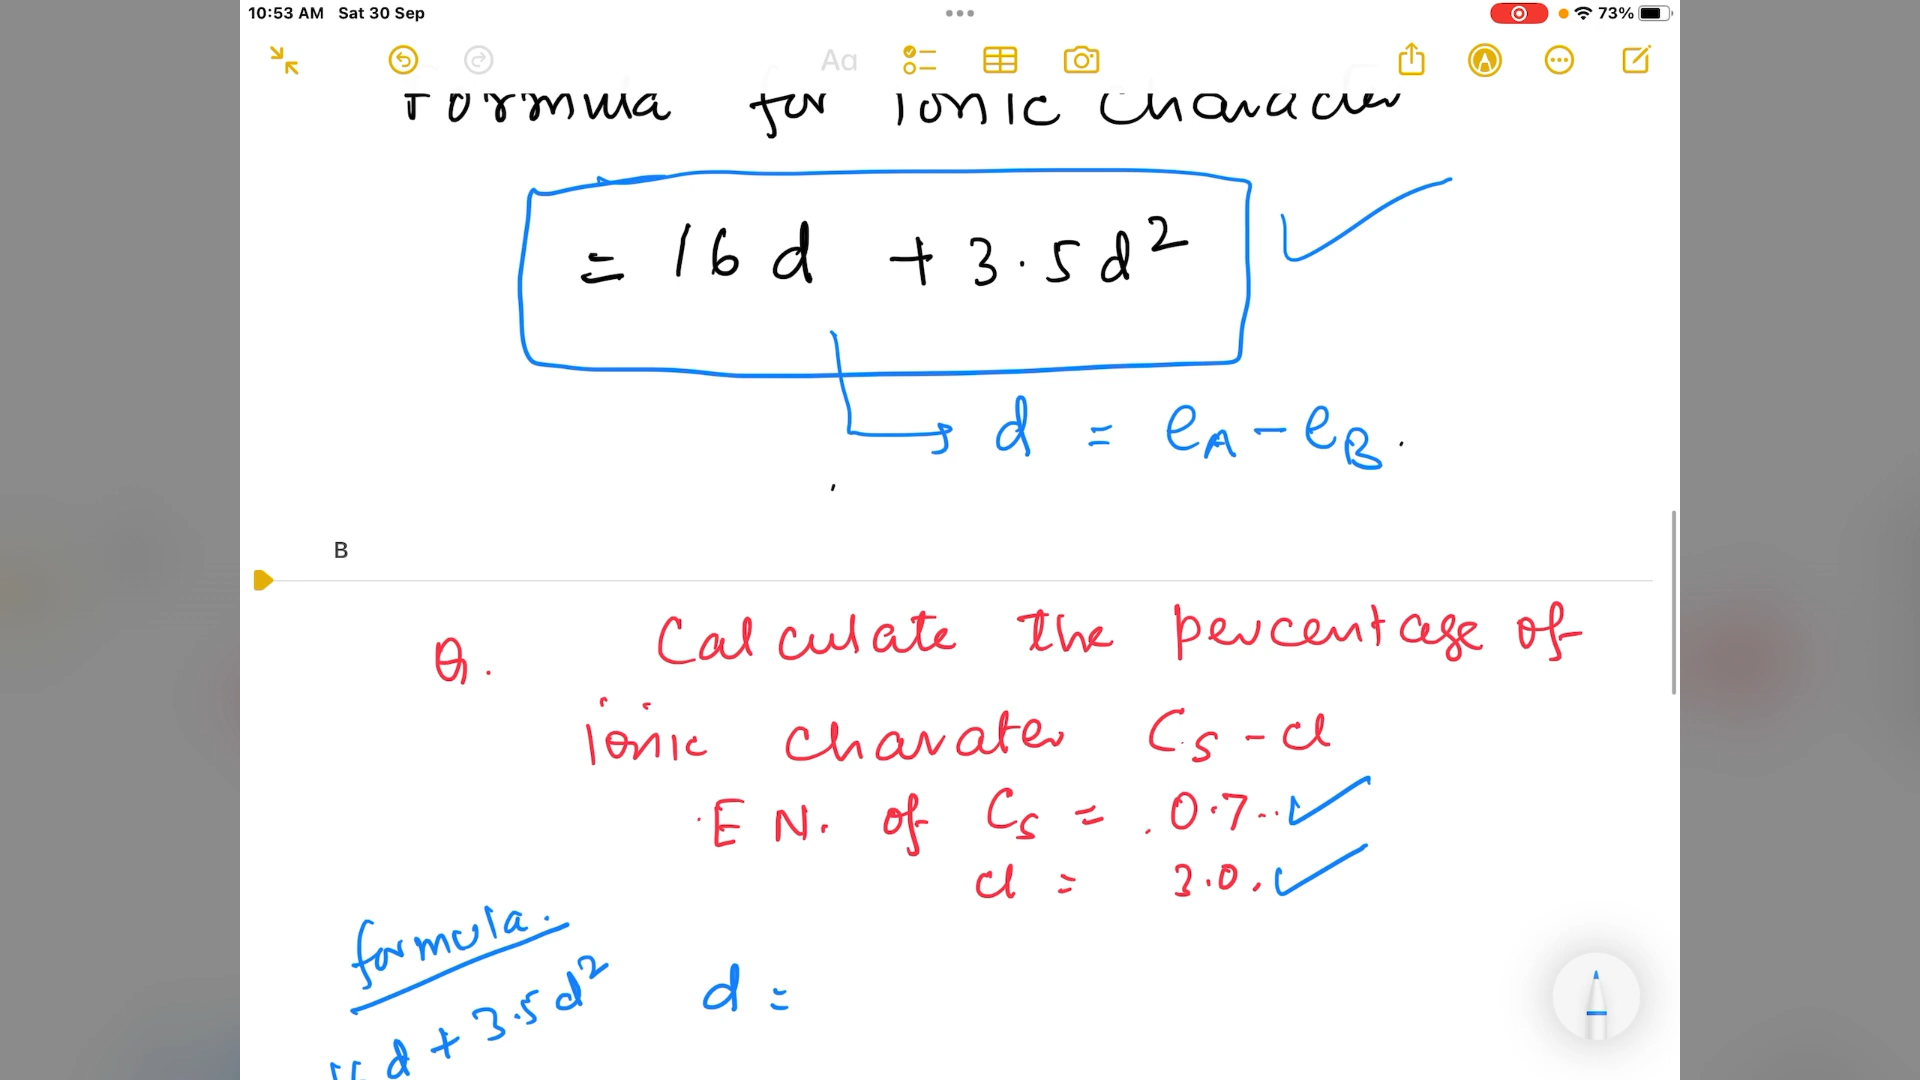 10:53 AM Sat 30 Sep
73%
Aa
Formula for ionic character
= 16 d + 3.5 d²
d = eA - eB.
B
Q. Calculate the percentage of
ionic charater Cs-cl
E N. of Cs = 0.7
cl = 3.0
formula.
16 d + 3.5 d²
d =